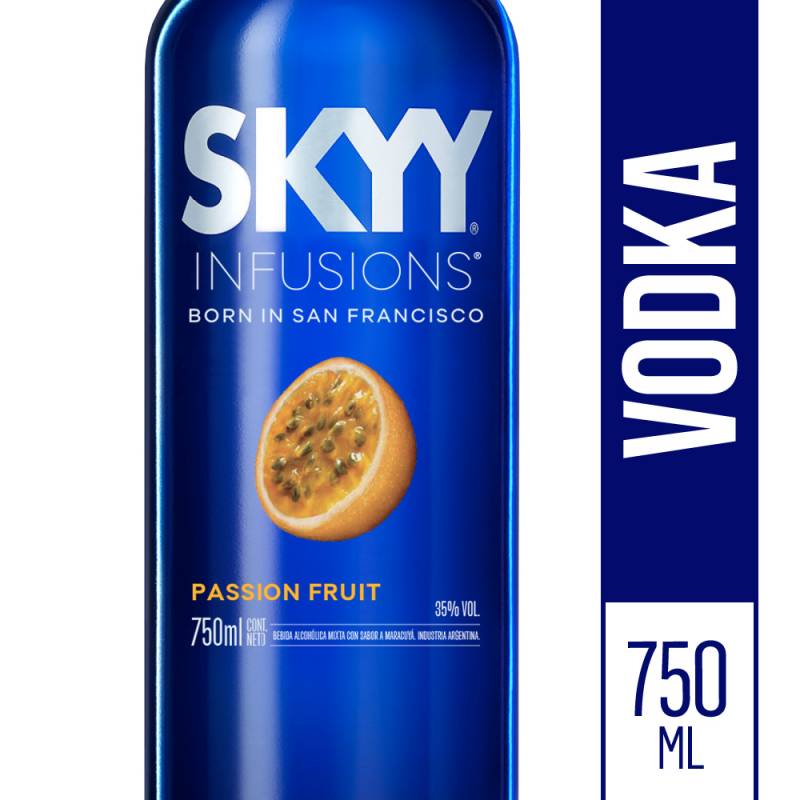 SKYY®
INFUSIONS®
BORN IN SAN FRANCISCO
PASSION FRUIT
35% VOL.
750ml CONT. NETO
BEBIDA ALCOHÓLICA MIXTA CON SABOR A MARACUYÁ. INDUSTRIA ARGENTINA.
VODKA
750
ML